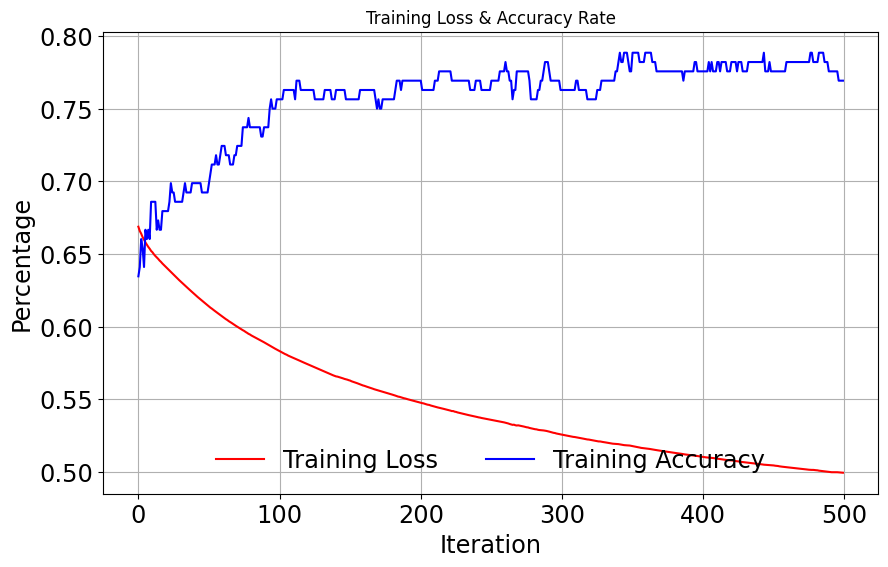 Training Loss & Accuracy Rate
0.80
0.75
0.70
0.65
0.60
0.55
0.50
Percentage
Training Loss
Training Accuracy
0 100 200 300 400 500
Iteration